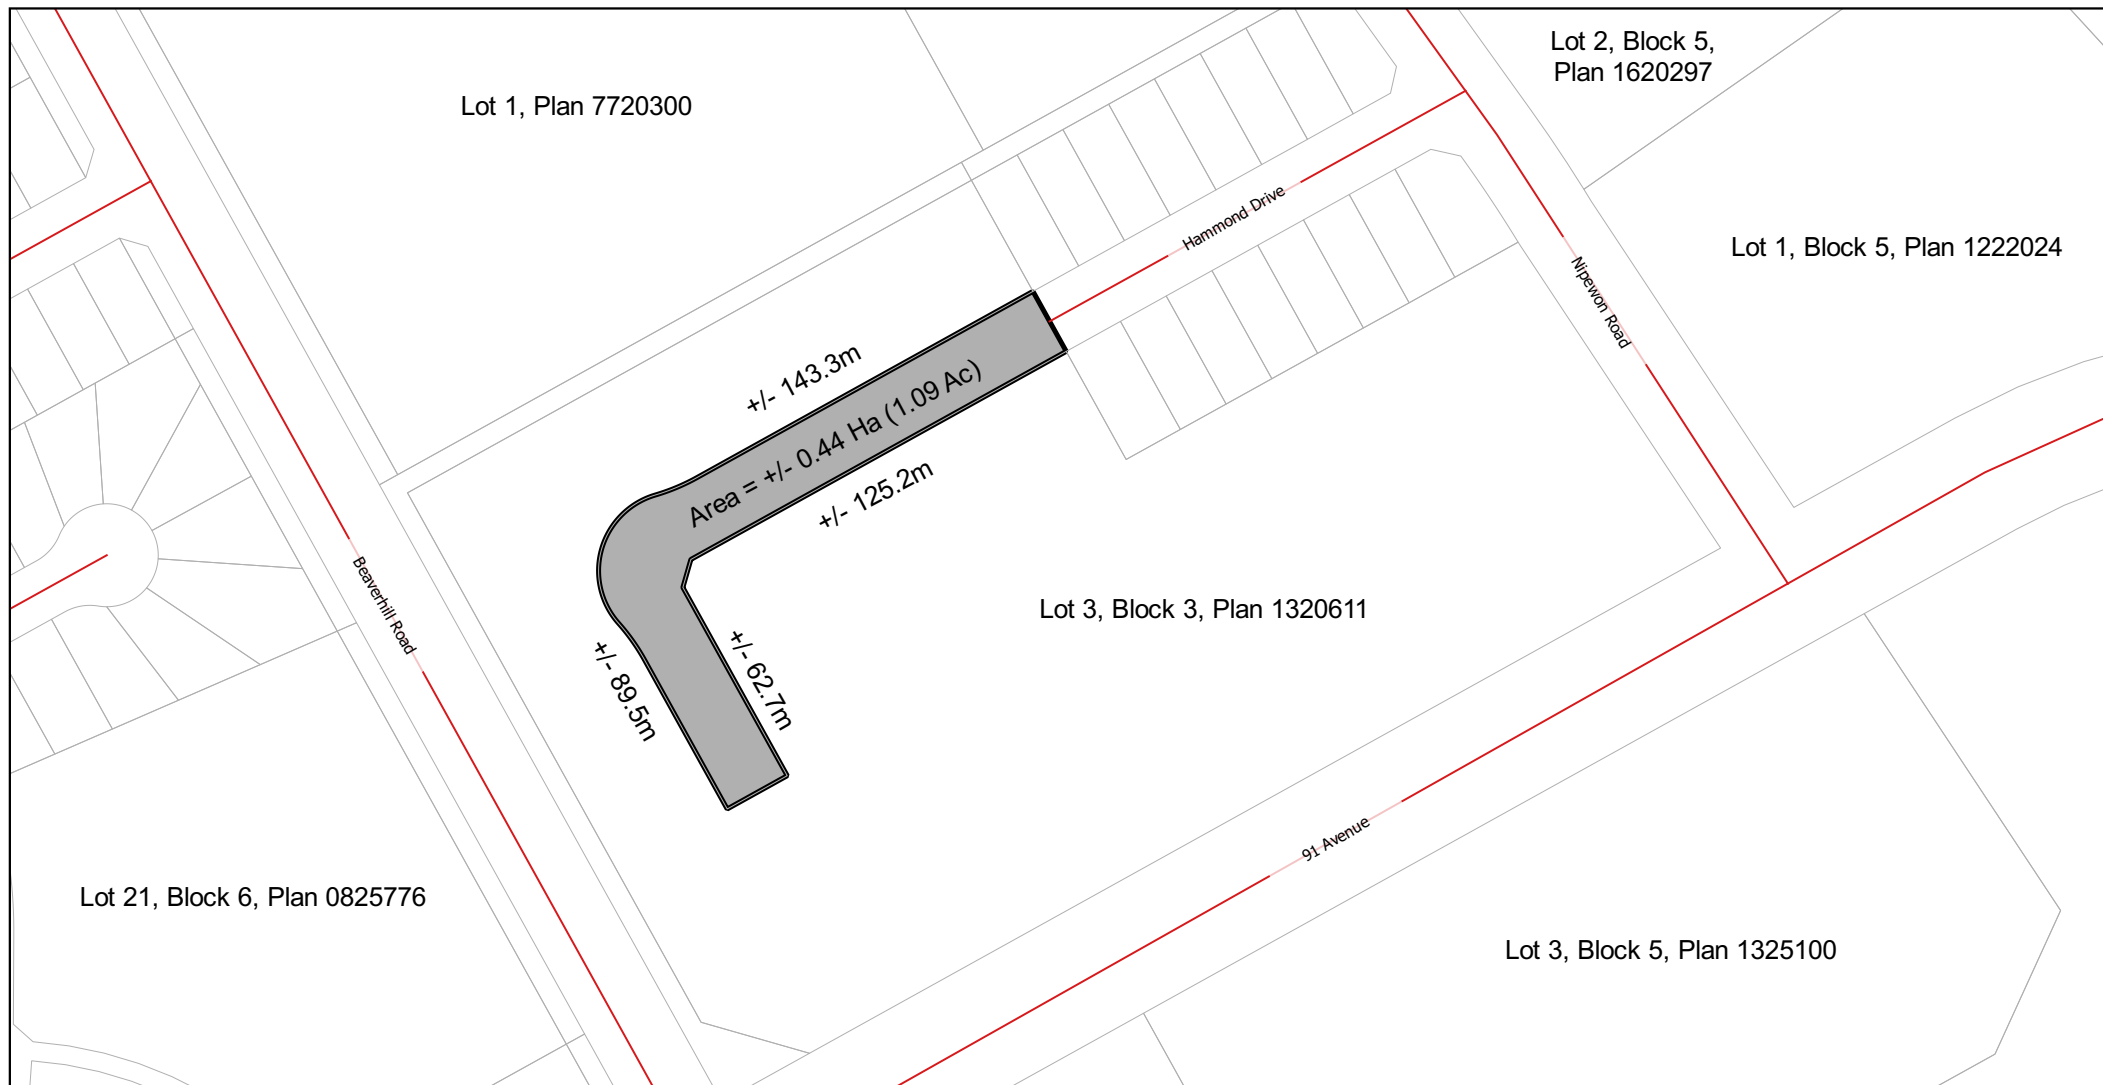 Lot 2, Block 5,
Plan 1620297
Lot 1, Plan 7720300
Hammond Drive
Lot 1, Block 5, Plan 1222024
Nipewon Road
+/- 143.3m
Area = +/- 0.44 Ha (1.09 Ac)
+/- 125.2m
Beaverhill Road
Lot 3, Block 3, Plan 1320611
+/- 89.5m
+/- 62.7m
91 Avenue
Lot 21, Block 6, Plan 0825776
Lot 3, Block 5, Plan 1325100